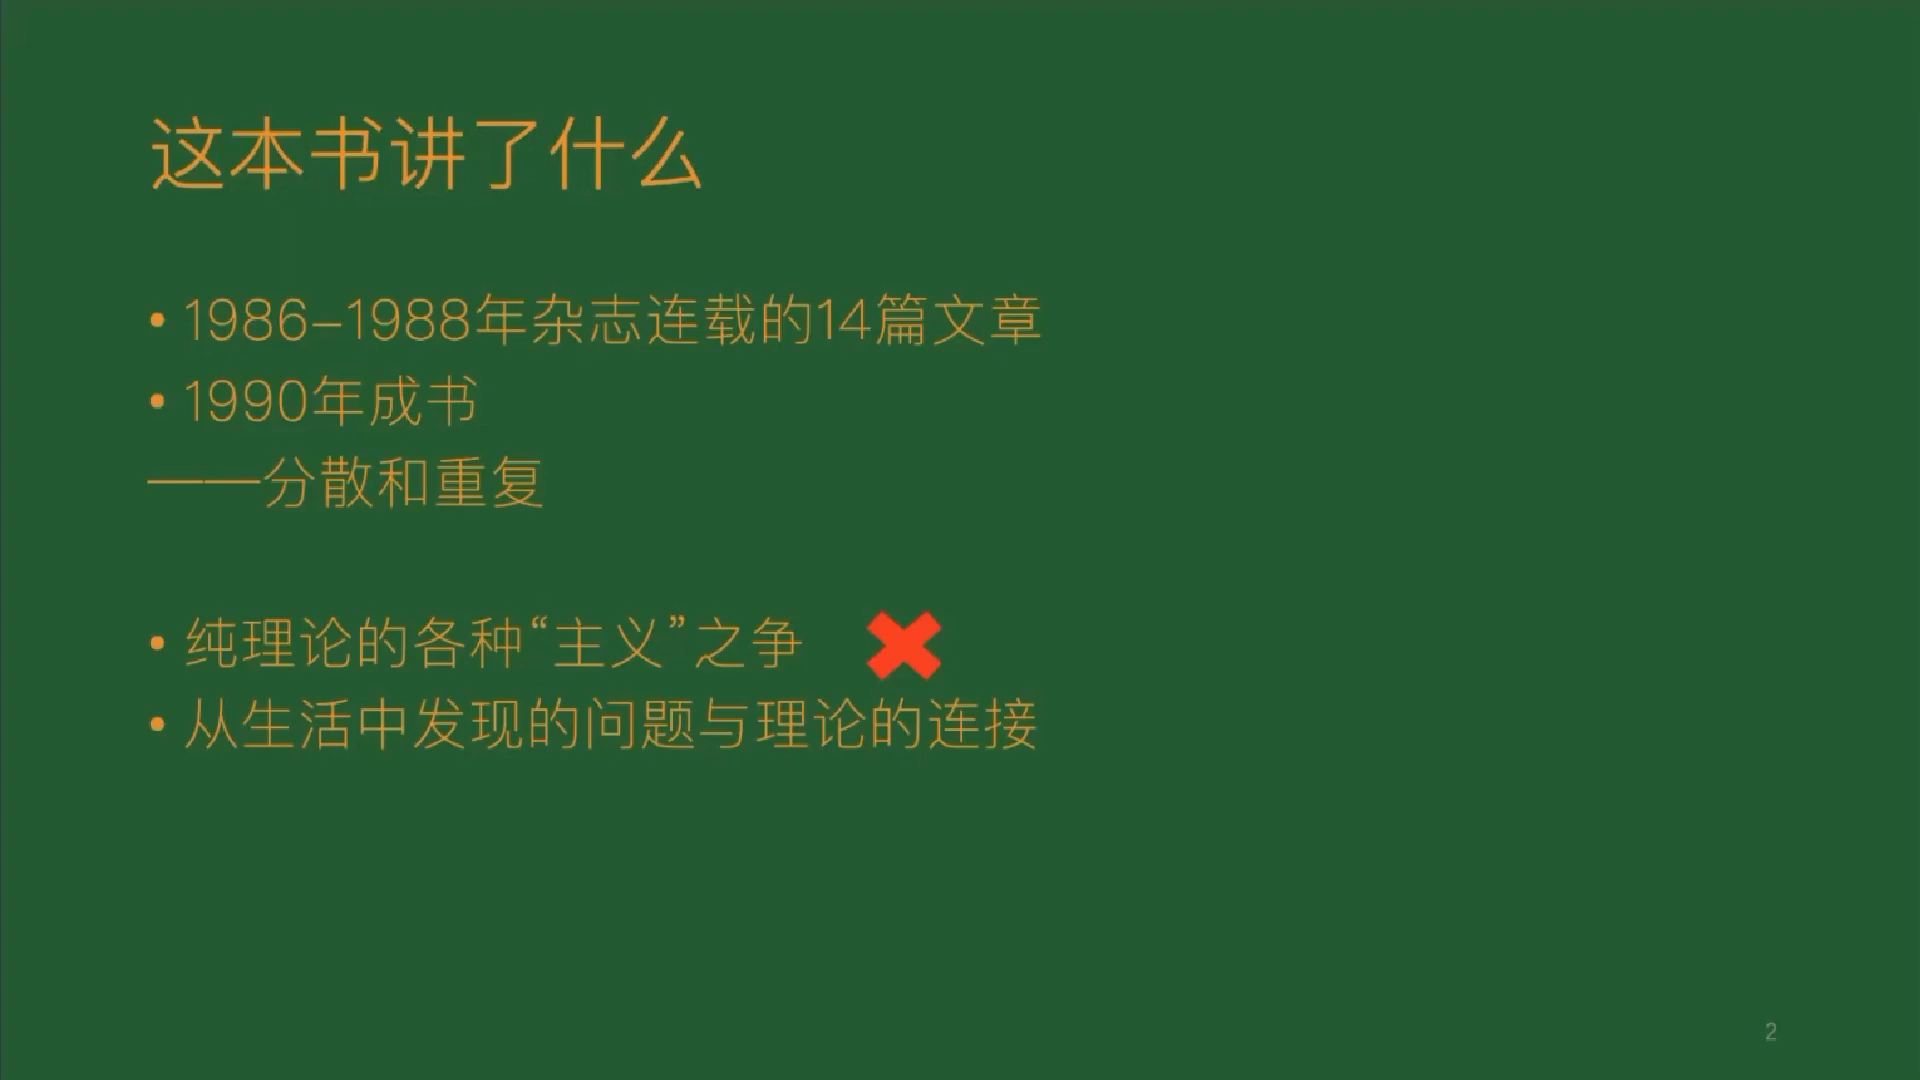 这本书讲了什么
• 1986–1988年杂志连载的14篇文章
• 1990年成书
——分散和重复
• 纯理论的各种“主义”之争
• 从生活中发现的问题与理论的连接
2